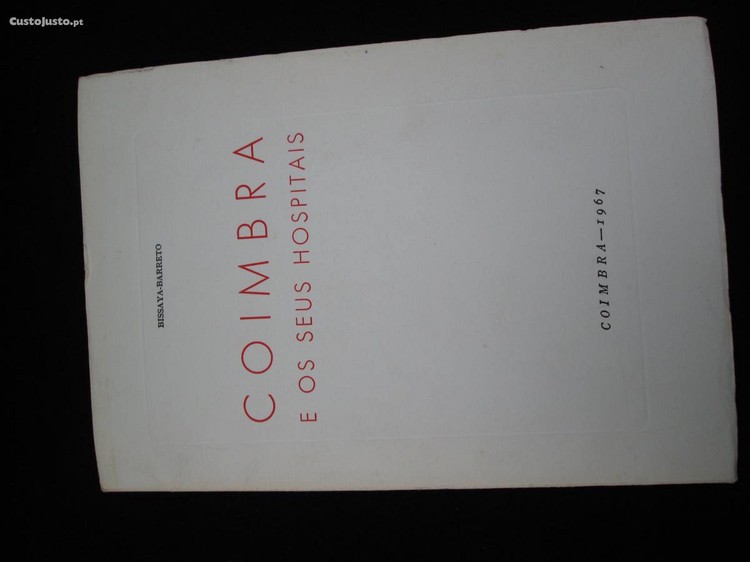 CustoJusto.pt
BISSAYA-BARRETO
COIMBRA
E OS SEUS HOSPITAIS
COIMBRA—1967